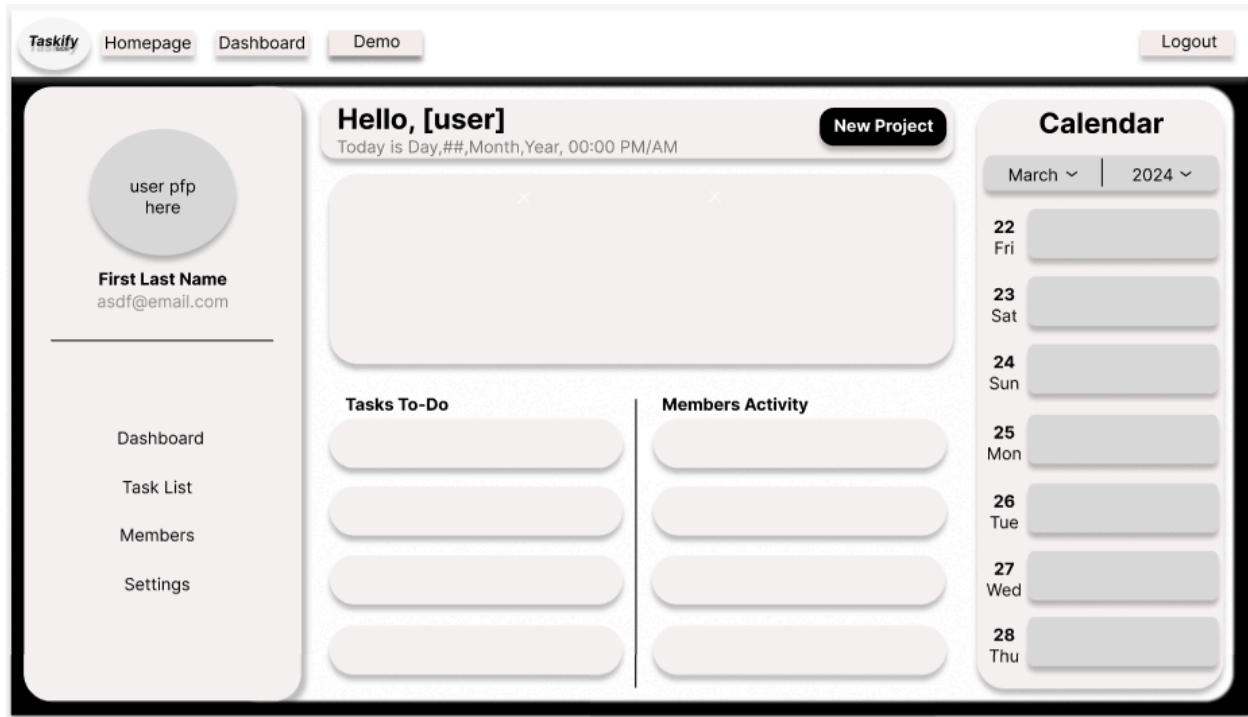 Taskify
Homepage
Dashboard
Demo
Logout
user pfp
here
First Last Name
asdf@email.com
Dashboard
Task List
Members
Settings
Hello, [user]
Today is Day,##,Month,Year, 00:00 PM/AM
New Project
Tasks To-Do
Members Activity
Calendar
March
2024
22
Fri
23
Sat
24
Sun
25
Mon
26
Tue
27
Wed
28
Thu